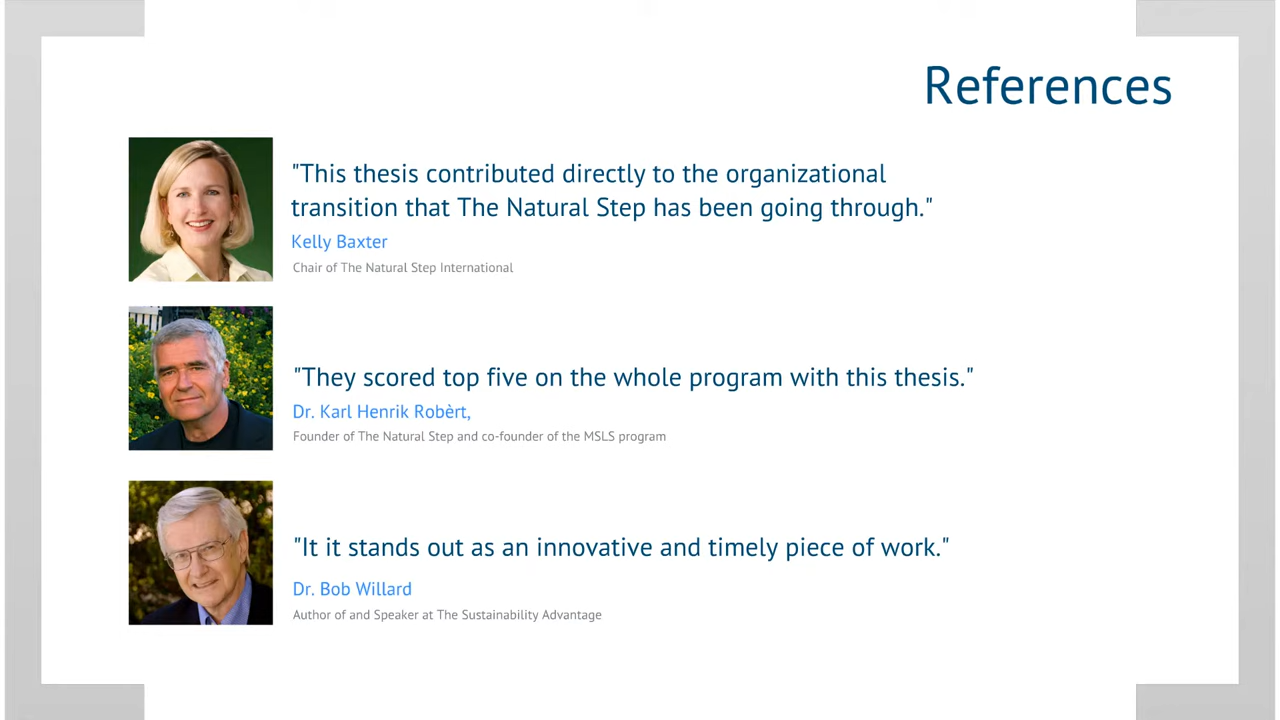 References
"This thesis contributed directly to the organizational
transition that The Natural Step has been going through."
Kelly Baxter
Chair of The Natural Step International
"They scored top five on the whole program with this thesis."
Dr. Karl Henrik Robèrt,
Founder of The Natural Step and co-founder of the MSLS program
"It it stands out as an innovative and timely piece of work."
Dr. Bob Willard
Author of and Speaker at The Sustainability Advantage